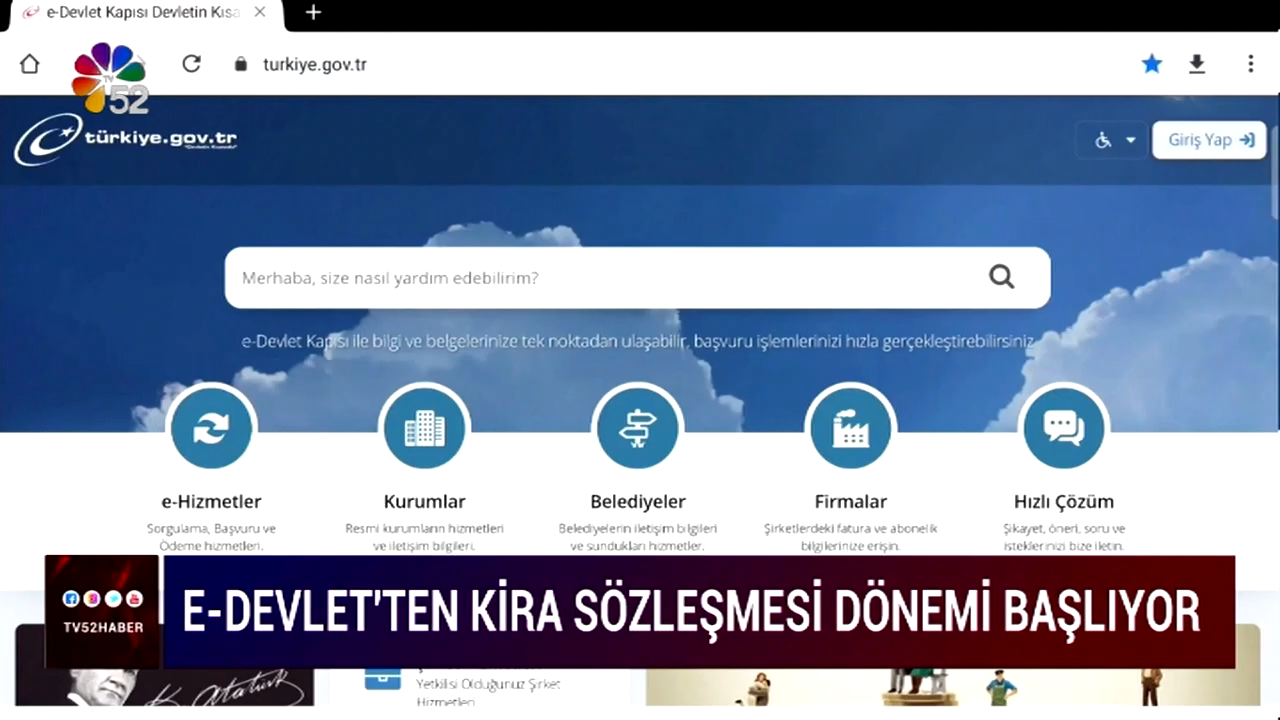 e-Devlet Kapısı Devletin Kısa
turkiye.gov.tr
TV
52
türkiye.gov.tr
Giriş Yap
Merhaba, size nasıl yardım edebilirim?
e-Devlet Kapısı ile bilgi ve belgelerinize tek noktadan ulaşabilir, başvuru işlemlerinizi hızla gerçekleştirebilirsiniz.
e-Hizmetler
Sorgulama, Başvuru ve
Ödeme hizmetleri.
Kurumlar
Resmi kurumların hizmetleri
ve iletişim bilgileri.
Belediyeler
Belediyelerin iletişim bilgileri
ve sundukları hizmetler.
Firmalar
Şirketlerdeki fatura ve abonelik
bilgilerinize erişin.
Hızlı Çözüm
Şikayet, öneri, soru ve
isteklerinizi bize iletin.
TV52HABER
E-DEVLET'TEN KİRA SÖZLEŞMESİ DÖNEMİ BAŞLIYOR
K. Atatürk
Yetkilisi Olduğunuz Şirket
Hizmetleri